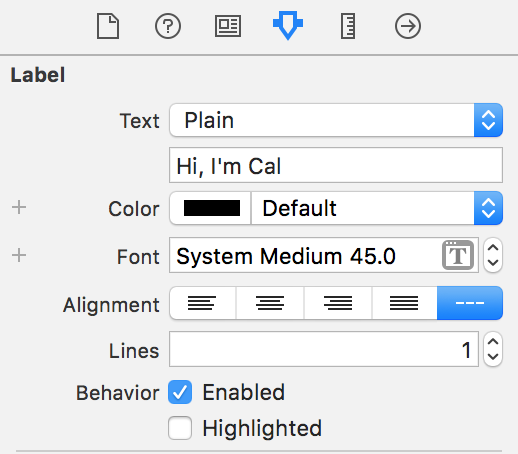 Label
Text Plain
Hi, I'm Cal
Color Default
Font System Medium 45.0 T
Alignment
Lines 1
Behavior Enabled
Highlighted